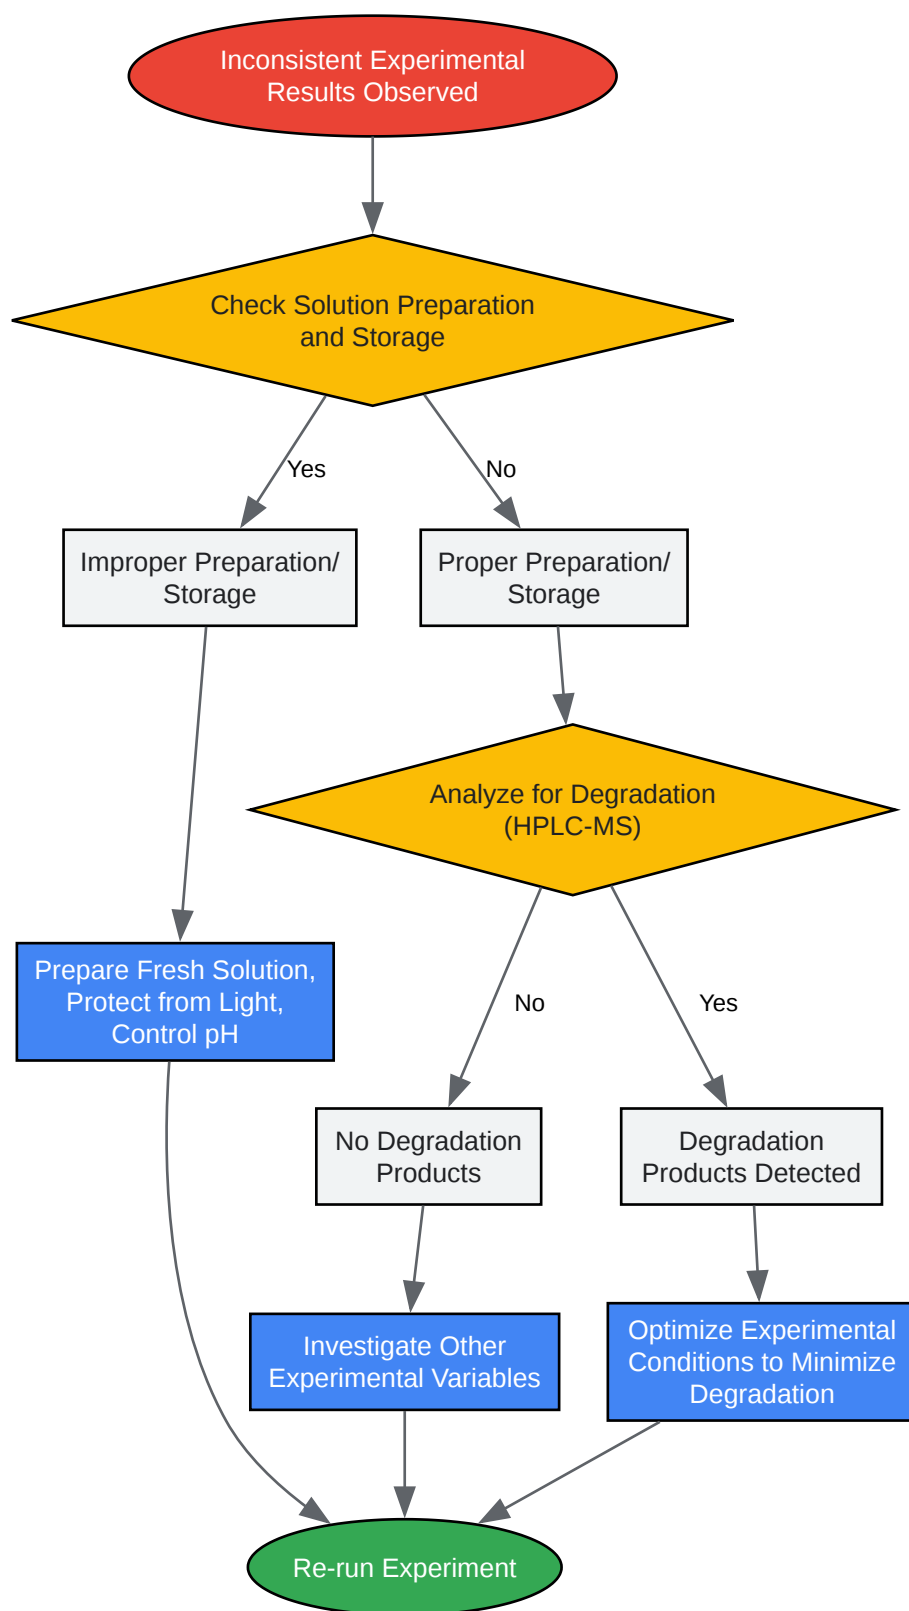 Inconsistent Experimental
Results Observed
Check Solution Preparation
and Storage
Yes
No
Improper Preparation/
Storage
Proper Preparation/
Storage
Analyze for Degradation
(HPLC-MS)
Prepare Fresh Solution,
Protect from Light,
Control pH
No
Yes
No Degradation
Products
Degradation
Products Detected
Investigate Other
Experimental Variables
Optimize Experimental
Conditions to Minimize
Degradation
Re-run Experiment